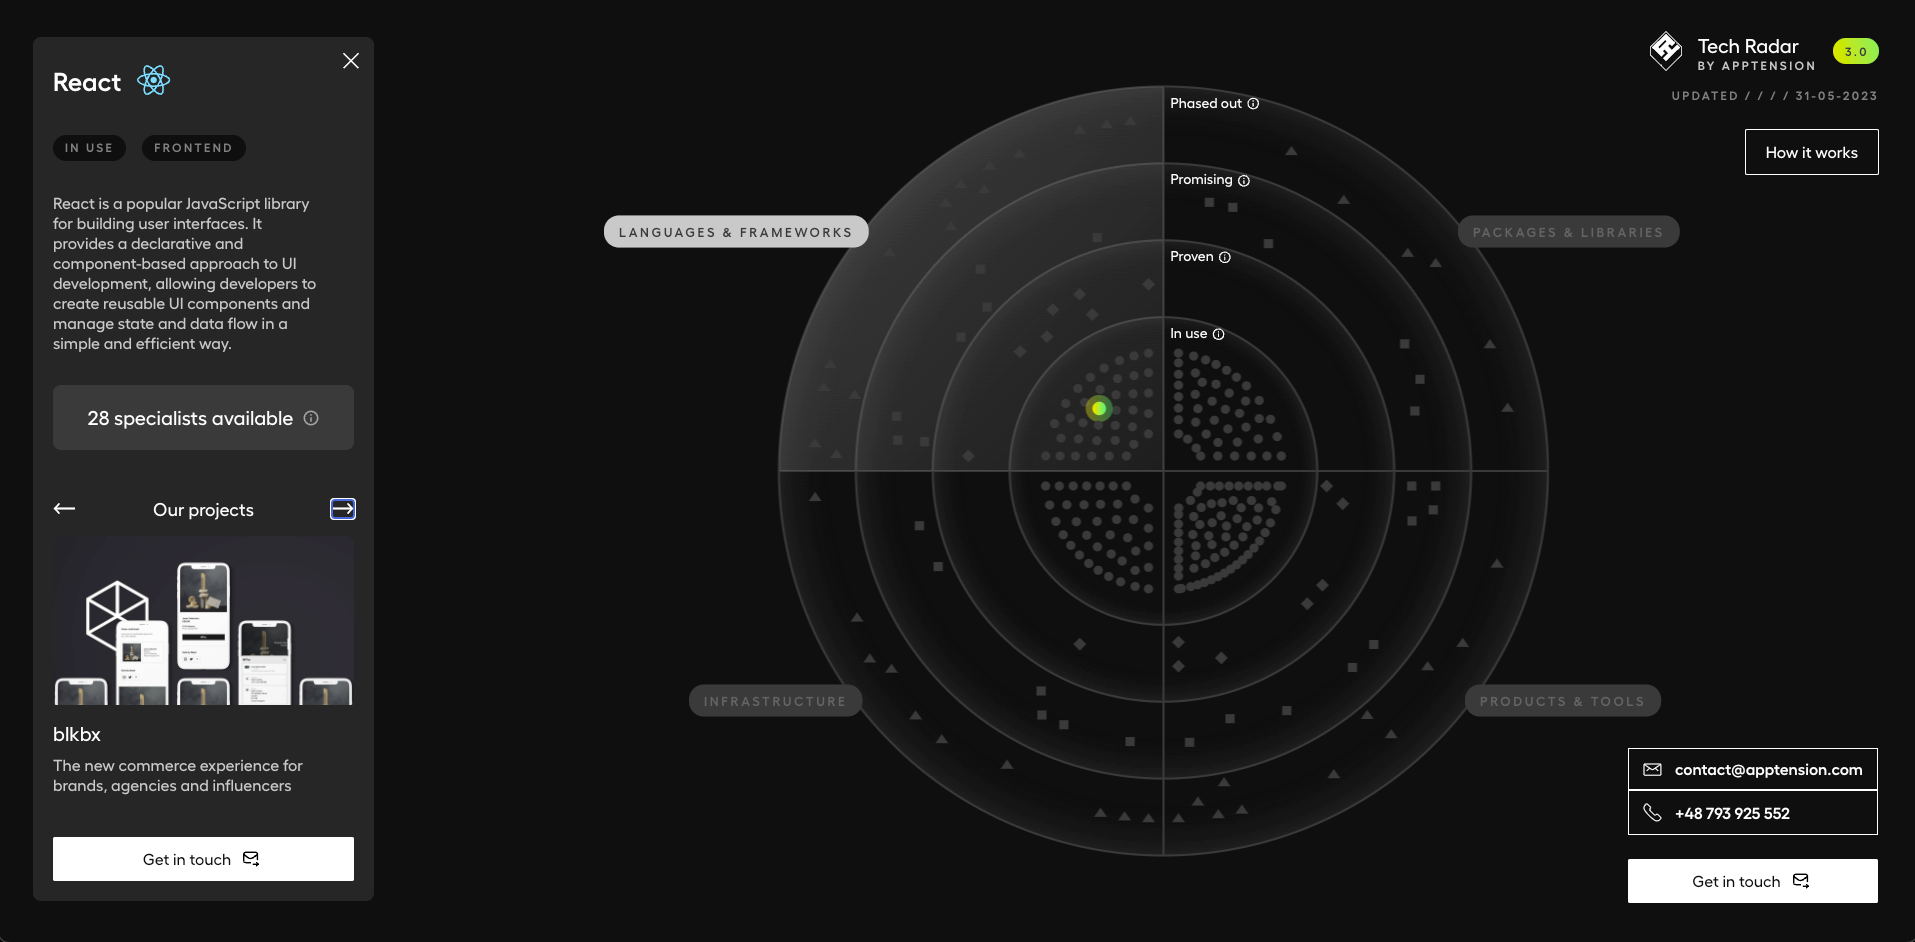 React
IN USE
FRONTEND
React is a popular JavaScript library
for building user interfaces. It
provides a declarative and
component-based approach to UI
development, allowing developers to
create reusable UI components and
manage state and data flow in a
simple and efficient way.
28 specialists available
Our projects
blkbx
The new commerce experience for
brands, agencies and influencers
Get in touch
LANGUAGES & FRAMEWORKS
PACKAGES & LIBRARIES
INFRASTRUCTURE
PRODUCTS & TOOLS
Phased out
Promising
Proven
In use
Tech Radar
BY APPTENSION
3.0
UPDATED / / / / 31-05-2023
How it works
contact@apptension.com
+48 793 925 552
Get in touch